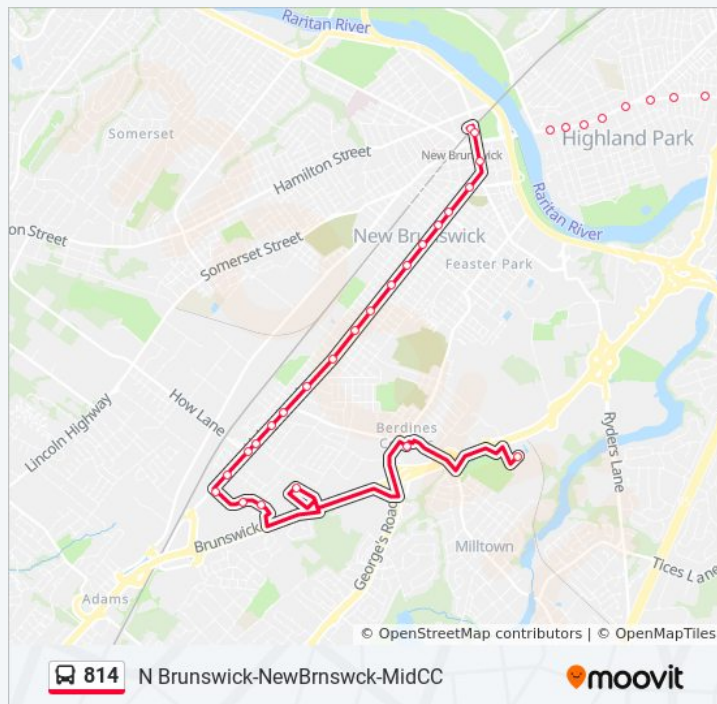 Raritan River
Somerset
Hamilton Street
New Brunswick
Highland Park
Raritan River
on Street
Somerset Street
New Brunswick
Feaster Park
Lincoln Highway
How Lane
Berdines
Ryders Lane
Brunswick
George's Road
Milltown
Tices Lane
Adams
© OpenStreetMap contributors | © OpenMapTiles
814 N Brunswick-NewBrnswck-MidCC moovit